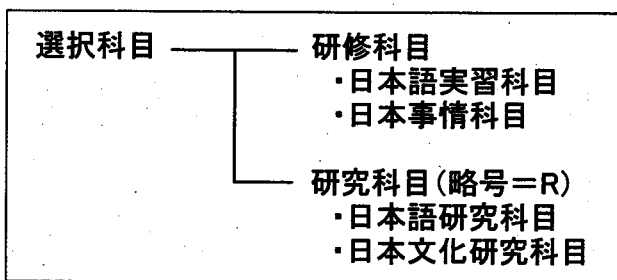 選択科目
研修科目
・日本語実習科目
・日本事情科目
研究科目(略号=R)
・日本語研究科目
・日本文化研究科目